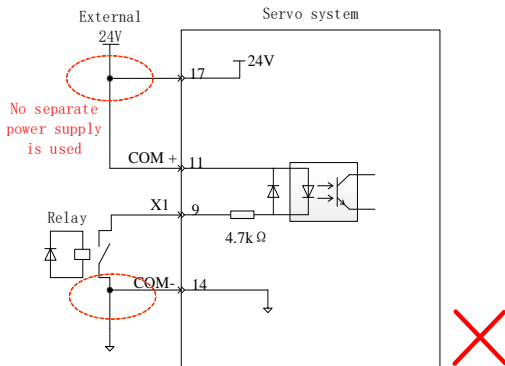 External
24V
Servo system
24V
17
No separate
power supply
is used
COM +
11
X1
9
Relay
4.7k Ω
COM-
14